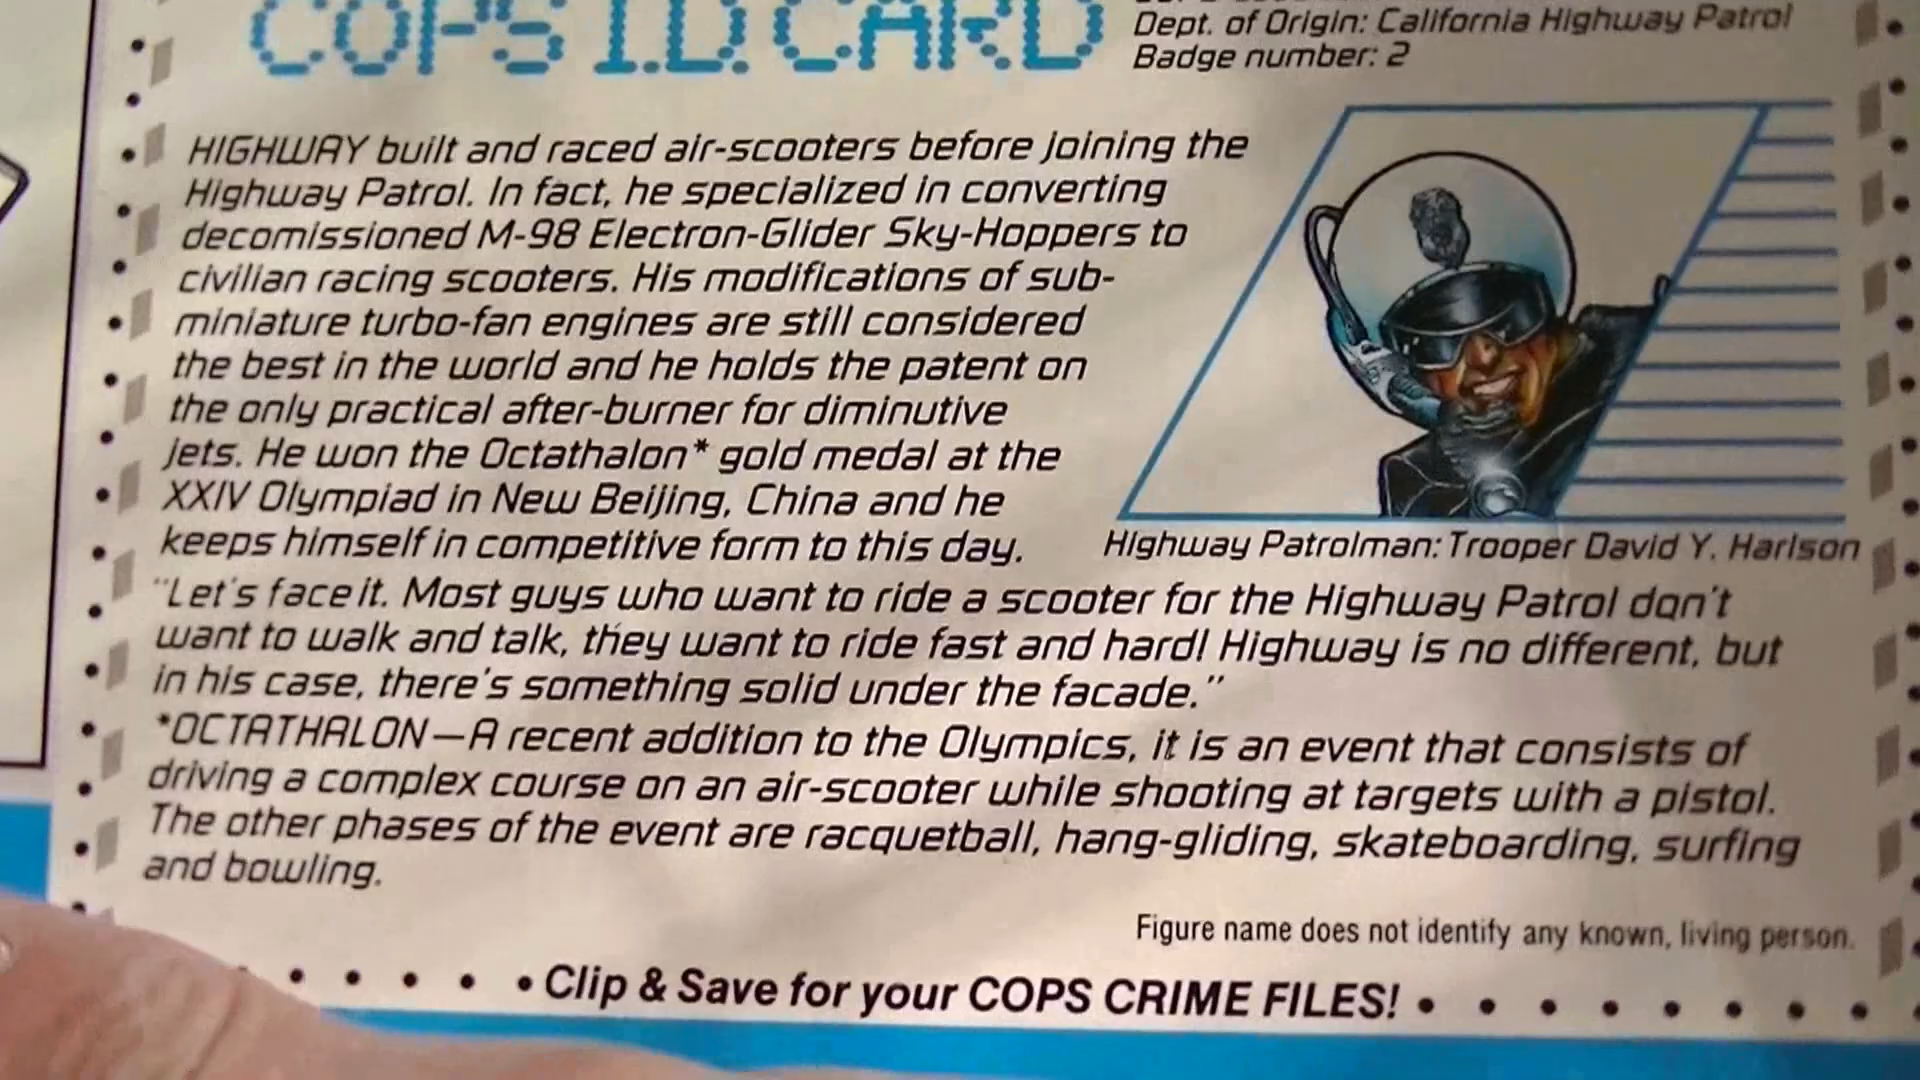 COPS I.D. CARD
Dept. of Origin: California Highway Patrol
Badge number: 2
HIGHWAY built and raced air-scooters before joining the
Highway Patrol. In fact, he specialized in converting
decomissioned M-98 Electron-Glider Sky-Hoppers to
civilian racing scooters. His modifications of sub-
miniature turbo-fan engines are still considered
the best in the world and he holds the patent on
the only practical after-burner for diminutive
jets. He won the Octathalon* gold medal at the
XXIV Olympiad in New Beijing, China and he
keeps himself in competitive form to this day.
Highway Patrolman: Trooper David Y. Harlson
"Let's face it. Most guys who want to ride a scooter for the Highway Patrol don't
want to walk and talk, they want to ride fast and hard! Highway is no different, but
in his case, there's something solid under the facade."
*OCTATHALON—A recent addition to the Olympics, it is an event that consists of
driving a complex course on an air-scooter while shooting at targets with a pistol.
The other phases of the event are racquetball, hang-gliding, skateboarding, surfing
and bowling.
Figure name does not identify any known, living person.
• Clip & Save for your COPS CRIME FILES! •